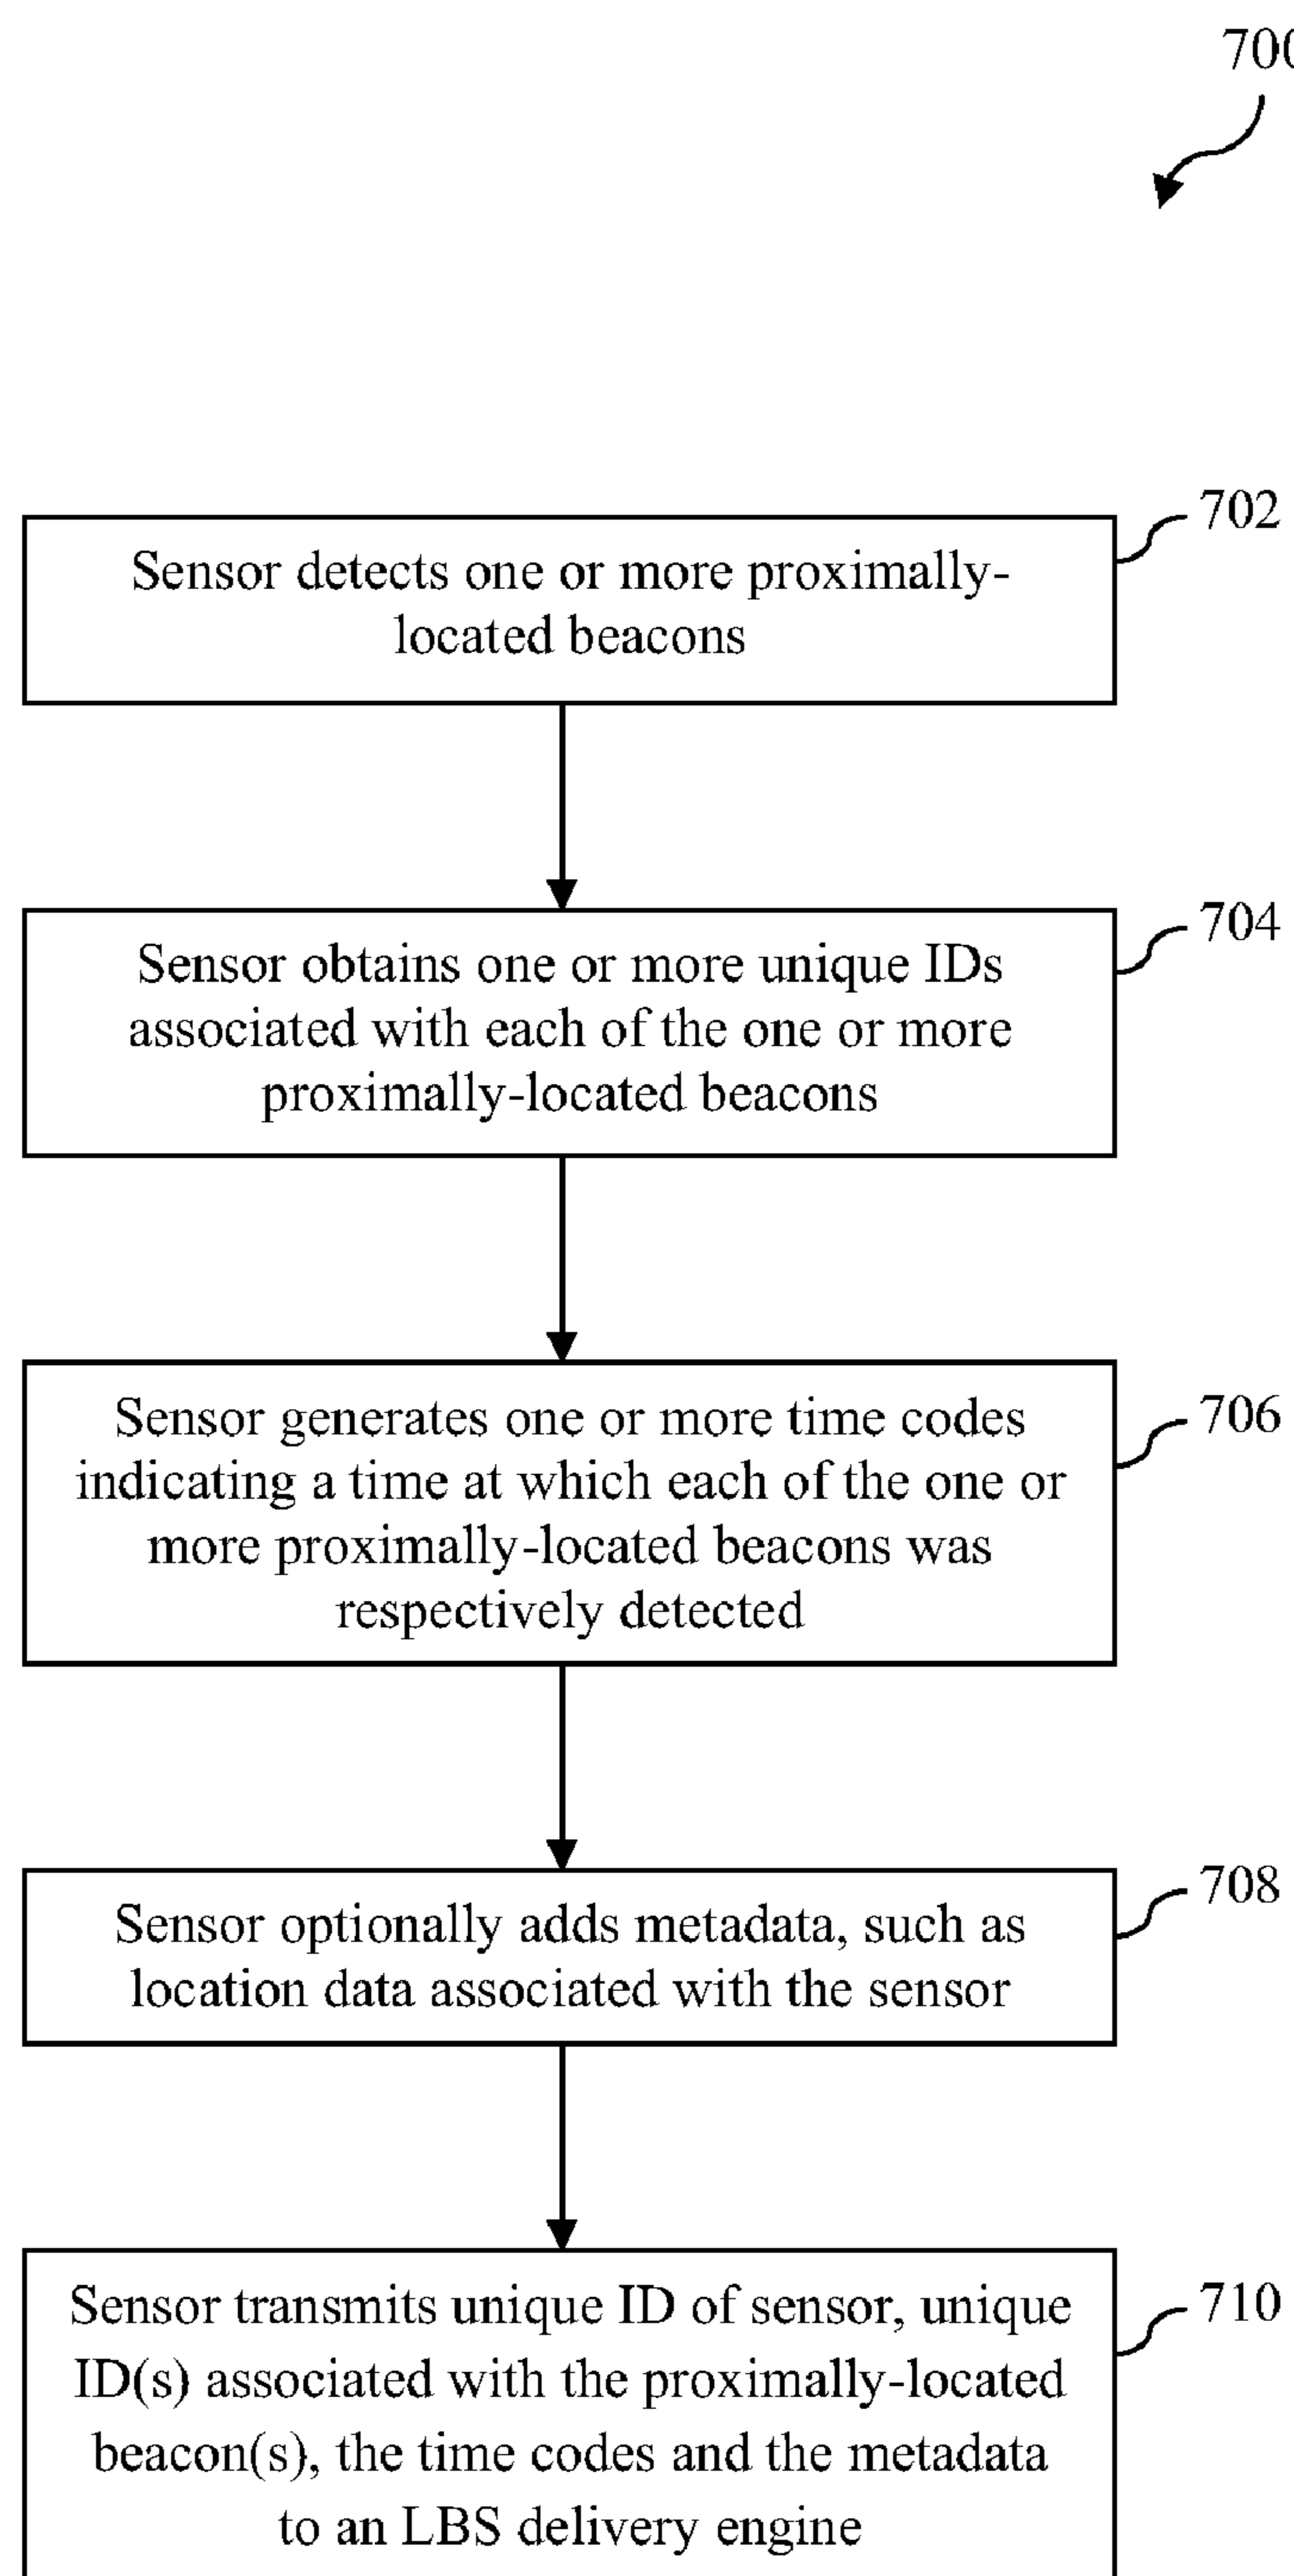 700
702
Sensor detects one or more proximally-
located beacons
704
Sensor obtains one or more unique IDs
associated with each of the one or more
proximally-located beacons
706
Sensor generates one or more time codes
indicating a time at which each of the one or
more proximally-located beacons was
respectively detected
708
Sensor optionally adds metadata, such as
location data associated with the sensor
710
Sensor transmits unique ID of sensor, unique
ID(s) associated with the proximally-located
beacon(s), the time codes and the metadata
to an LBS delivery engine